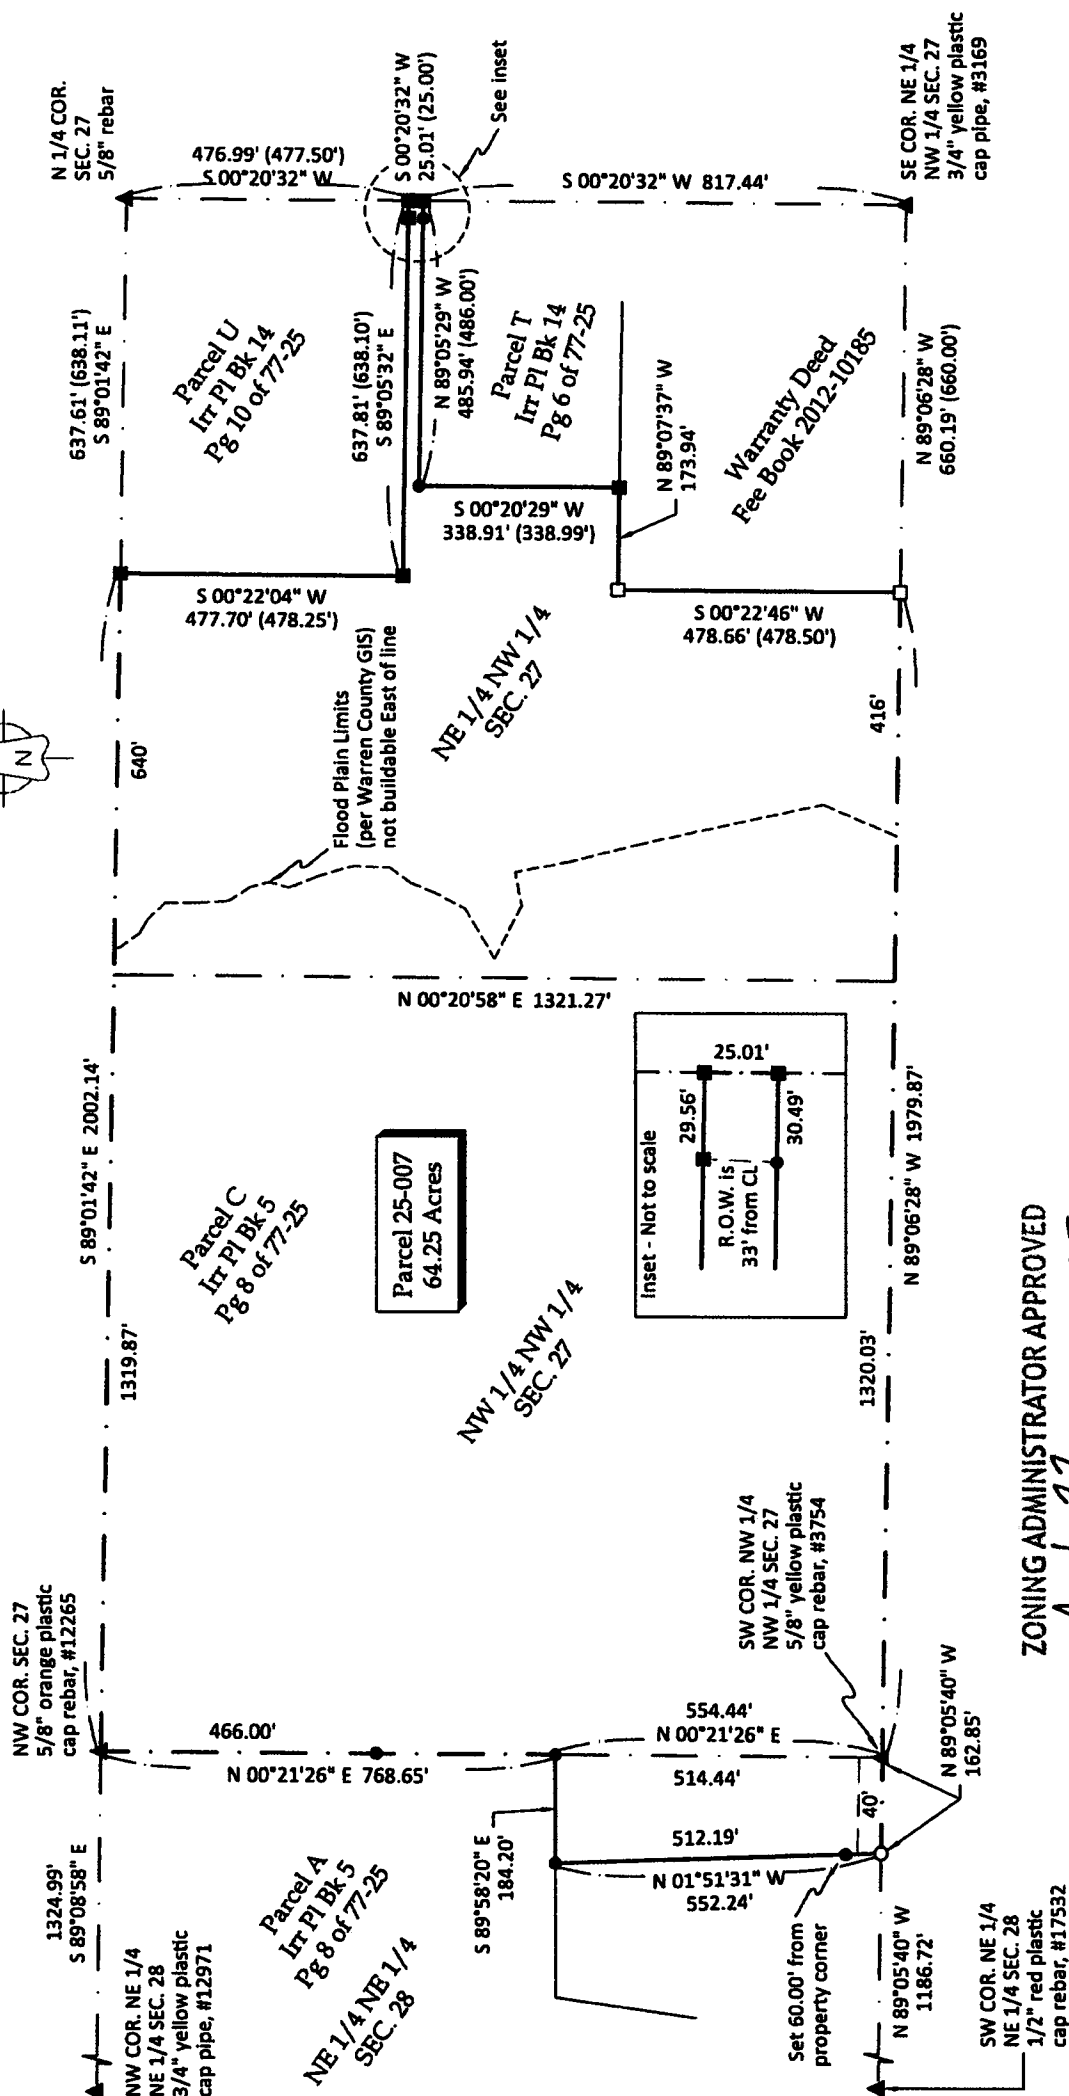 N
NW COR. SEC. 27
5/8" orange plastic
cap rebar, #12265
1324.99'
S 89°08'58" E
NW COR. NE 1/4
NE 1/4 SEC. 28
3/4" yellow plastic
cap pipe, #12971
1319.87'
S 89°01'42" E 2002.14'
640'
637.61' (638.11')
S 89°01'42" E
N 1/4 COR.
SEC. 27
5/8" rebar
476.99' (477.50')
S 00°20'32" W
S 00°20'32" W
25.01' (25.00')
See inset
S 00°20'32" W 817.44'
SE COR. NE 1/4
NW 1/4 SEC. 27
3/4" yellow plastic
cap pipe, #3169
Parcel U
Irr Pl Bk 14
Pg 10 of 77-25
637.81' (638.10')
S 89°05'32" E
N 89°05'29" W
485.94' (486.00')
Parcel T
Irr Pl Bk 14
Pg 6 of 77-25
S 00°22'04" W
477.70' (478.25')
S 00°20'29" W
338.91' (338.99')
N 89°07'37" W
173.94'
Warranty Deed
Fee Book 2012-10185
S 00°22'46" W
478.66' (478.50')
N 89°06'28" W
660.19' (660.00')
Flood Plain Limits
(per Warren County GIS)
not buildable East of line
NE 1/4 NW 1/4
SEC. 27
416'
N 00°20'58" E 1321.27'
Parcel C
Irr Pl Bk 5
Pg 8 of 77-25
Parcel 25-007
64.25 Acres
NW 1/4 NW 1/4
SEC. 27
Inset - Not to scale
29.56'
25.01'
R.O.W. is
33' from CL
30.49'
1320.03'
N 89°06'28" W 1979.87'
466.00'
N 00°21'26" E 768.65'
Parcel A
Irr Pl Bk 5
Pg 8 of 77-25
NE 1/4 NE 1/4
SEC. 28
S 89°58'20" E
184.20'
554.44'
N 00°21'26" E
514.44'
512.19'
N 01°51'31" W
552.24'
40'
SW COR. NW 1/4
NW 1/4 SEC. 27
5/8" yellow plastic
cap rebar, #3754
N 89°05'40" W
162.85'
Set 60.00' from
property corner
N 89°05'40" W
1186.72'
SW COR. NE 1/4
NE 1/4 SEC. 28
1/2" red plastic
cap rebar, #17532
ZONING ADMINISTRATOR APPROVED